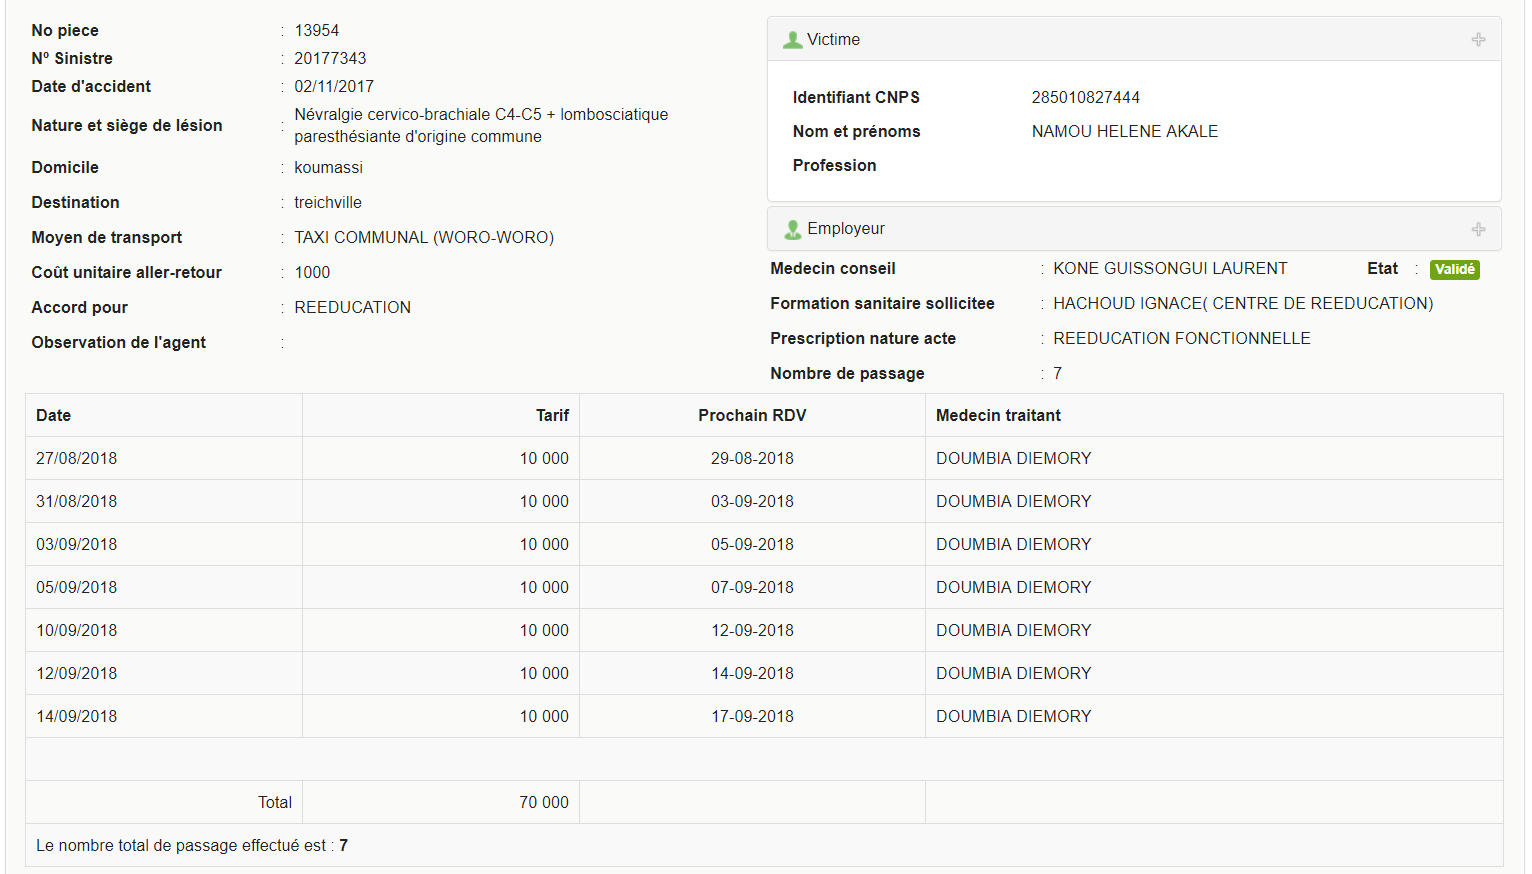 No piece : 13954
N° Sinistre : 20177343
Date d'accident : 02/11/2017
Nature et siège de lésion : Névralgie cervico-brachiale C4-C5 + lombosciatique
paresthésiante d'origine commune
Domicile : koumassi
Destination : treichville
Moyen de transport : TAXI COMMUNAL (WORO-WORO)
Coût unitaire aller-retour : 1000
Accord pour : REEDUCATION
Observation de l'agent :
Victime
Identifiant CNPS 285010827444
Nom et prénoms NAMOU HELENE AKALE
Profession
Employeur
Medecin conseil : KONE GUISSONGUI LAURENT Etat : Validé
Formation sanitaire sollicitee : HACHOUD IGNACE( CENTRE DE REEDUCATION)
Prescription nature acte : REEDUCATION FONCTIONNELLE
Nombre de passage : 7
Date Tarif Prochain RDV Medecin traitant
27/08/2018 10 000 29-08-2018 DOUMBIA DIEMORY
31/08/2018 10 000 03-09-2018 DOUMBIA DIEMORY
03/09/2018 10 000 05-09-2018 DOUMBIA DIEMORY
05/09/2018 10 000 07-09-2018 DOUMBIA DIEMORY
10/09/2018 10 000 12-09-2018 DOUMBIA DIEMORY
12/09/2018 10 000 14-09-2018 DOUMBIA DIEMORY
14/09/2018 10 000 17-09-2018 DOUMBIA DIEMORY
Total 70 000
Le nombre total de passage effectué est : 7